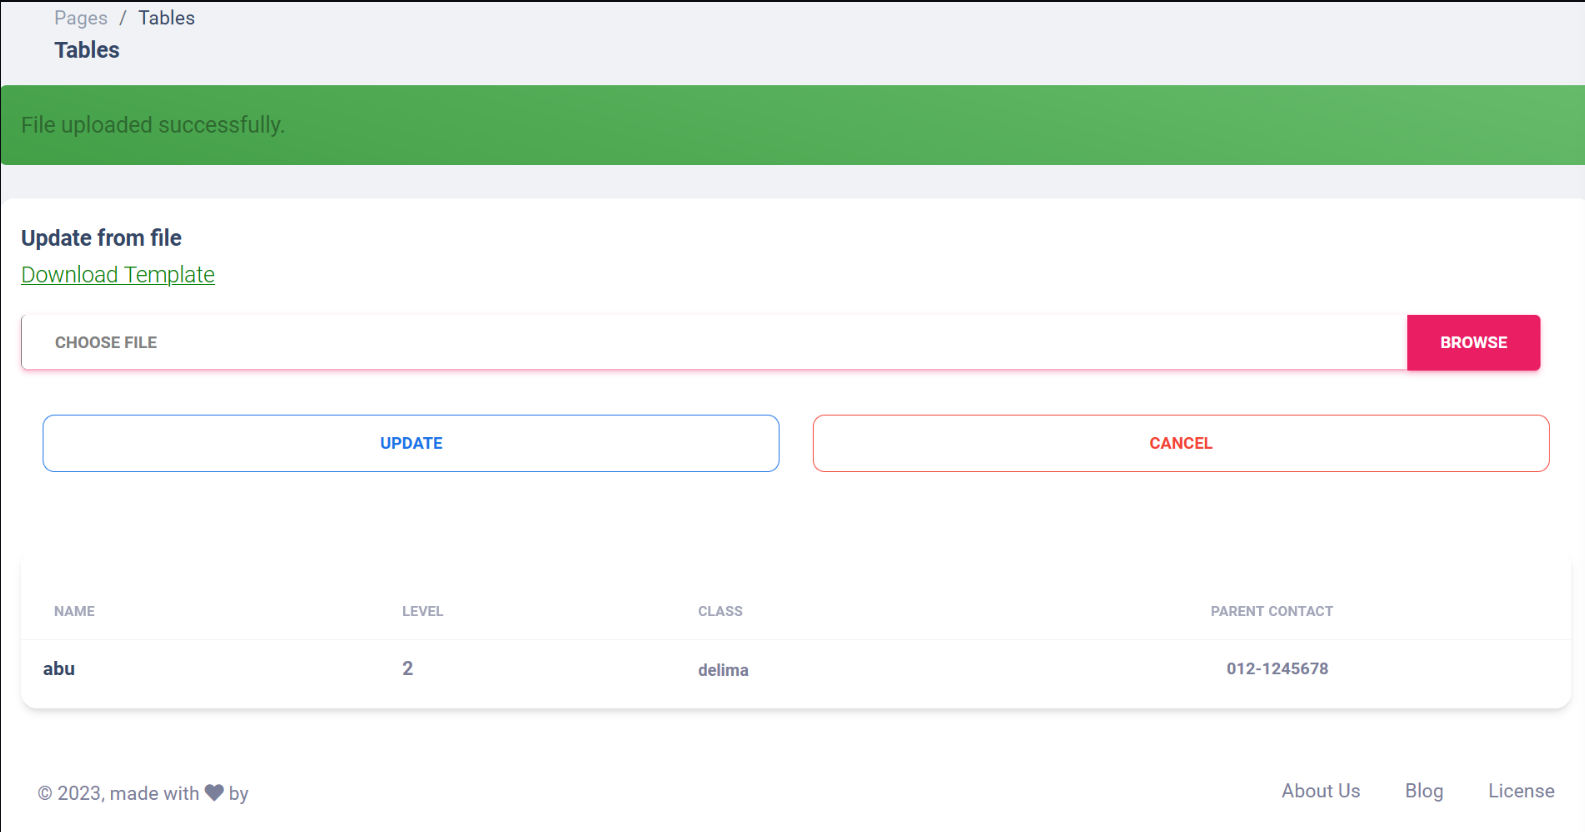 Pages / Tables
Tables
File uploaded successfully.
Update from file
Download Template
CHOOSE FILE BROWSE
UPDATE CANCEL
NAME LEVEL CLASS PARENT CONTACT
abu 2 delima 012-1245678
© 2023, made with ♥ by About Us Blog License